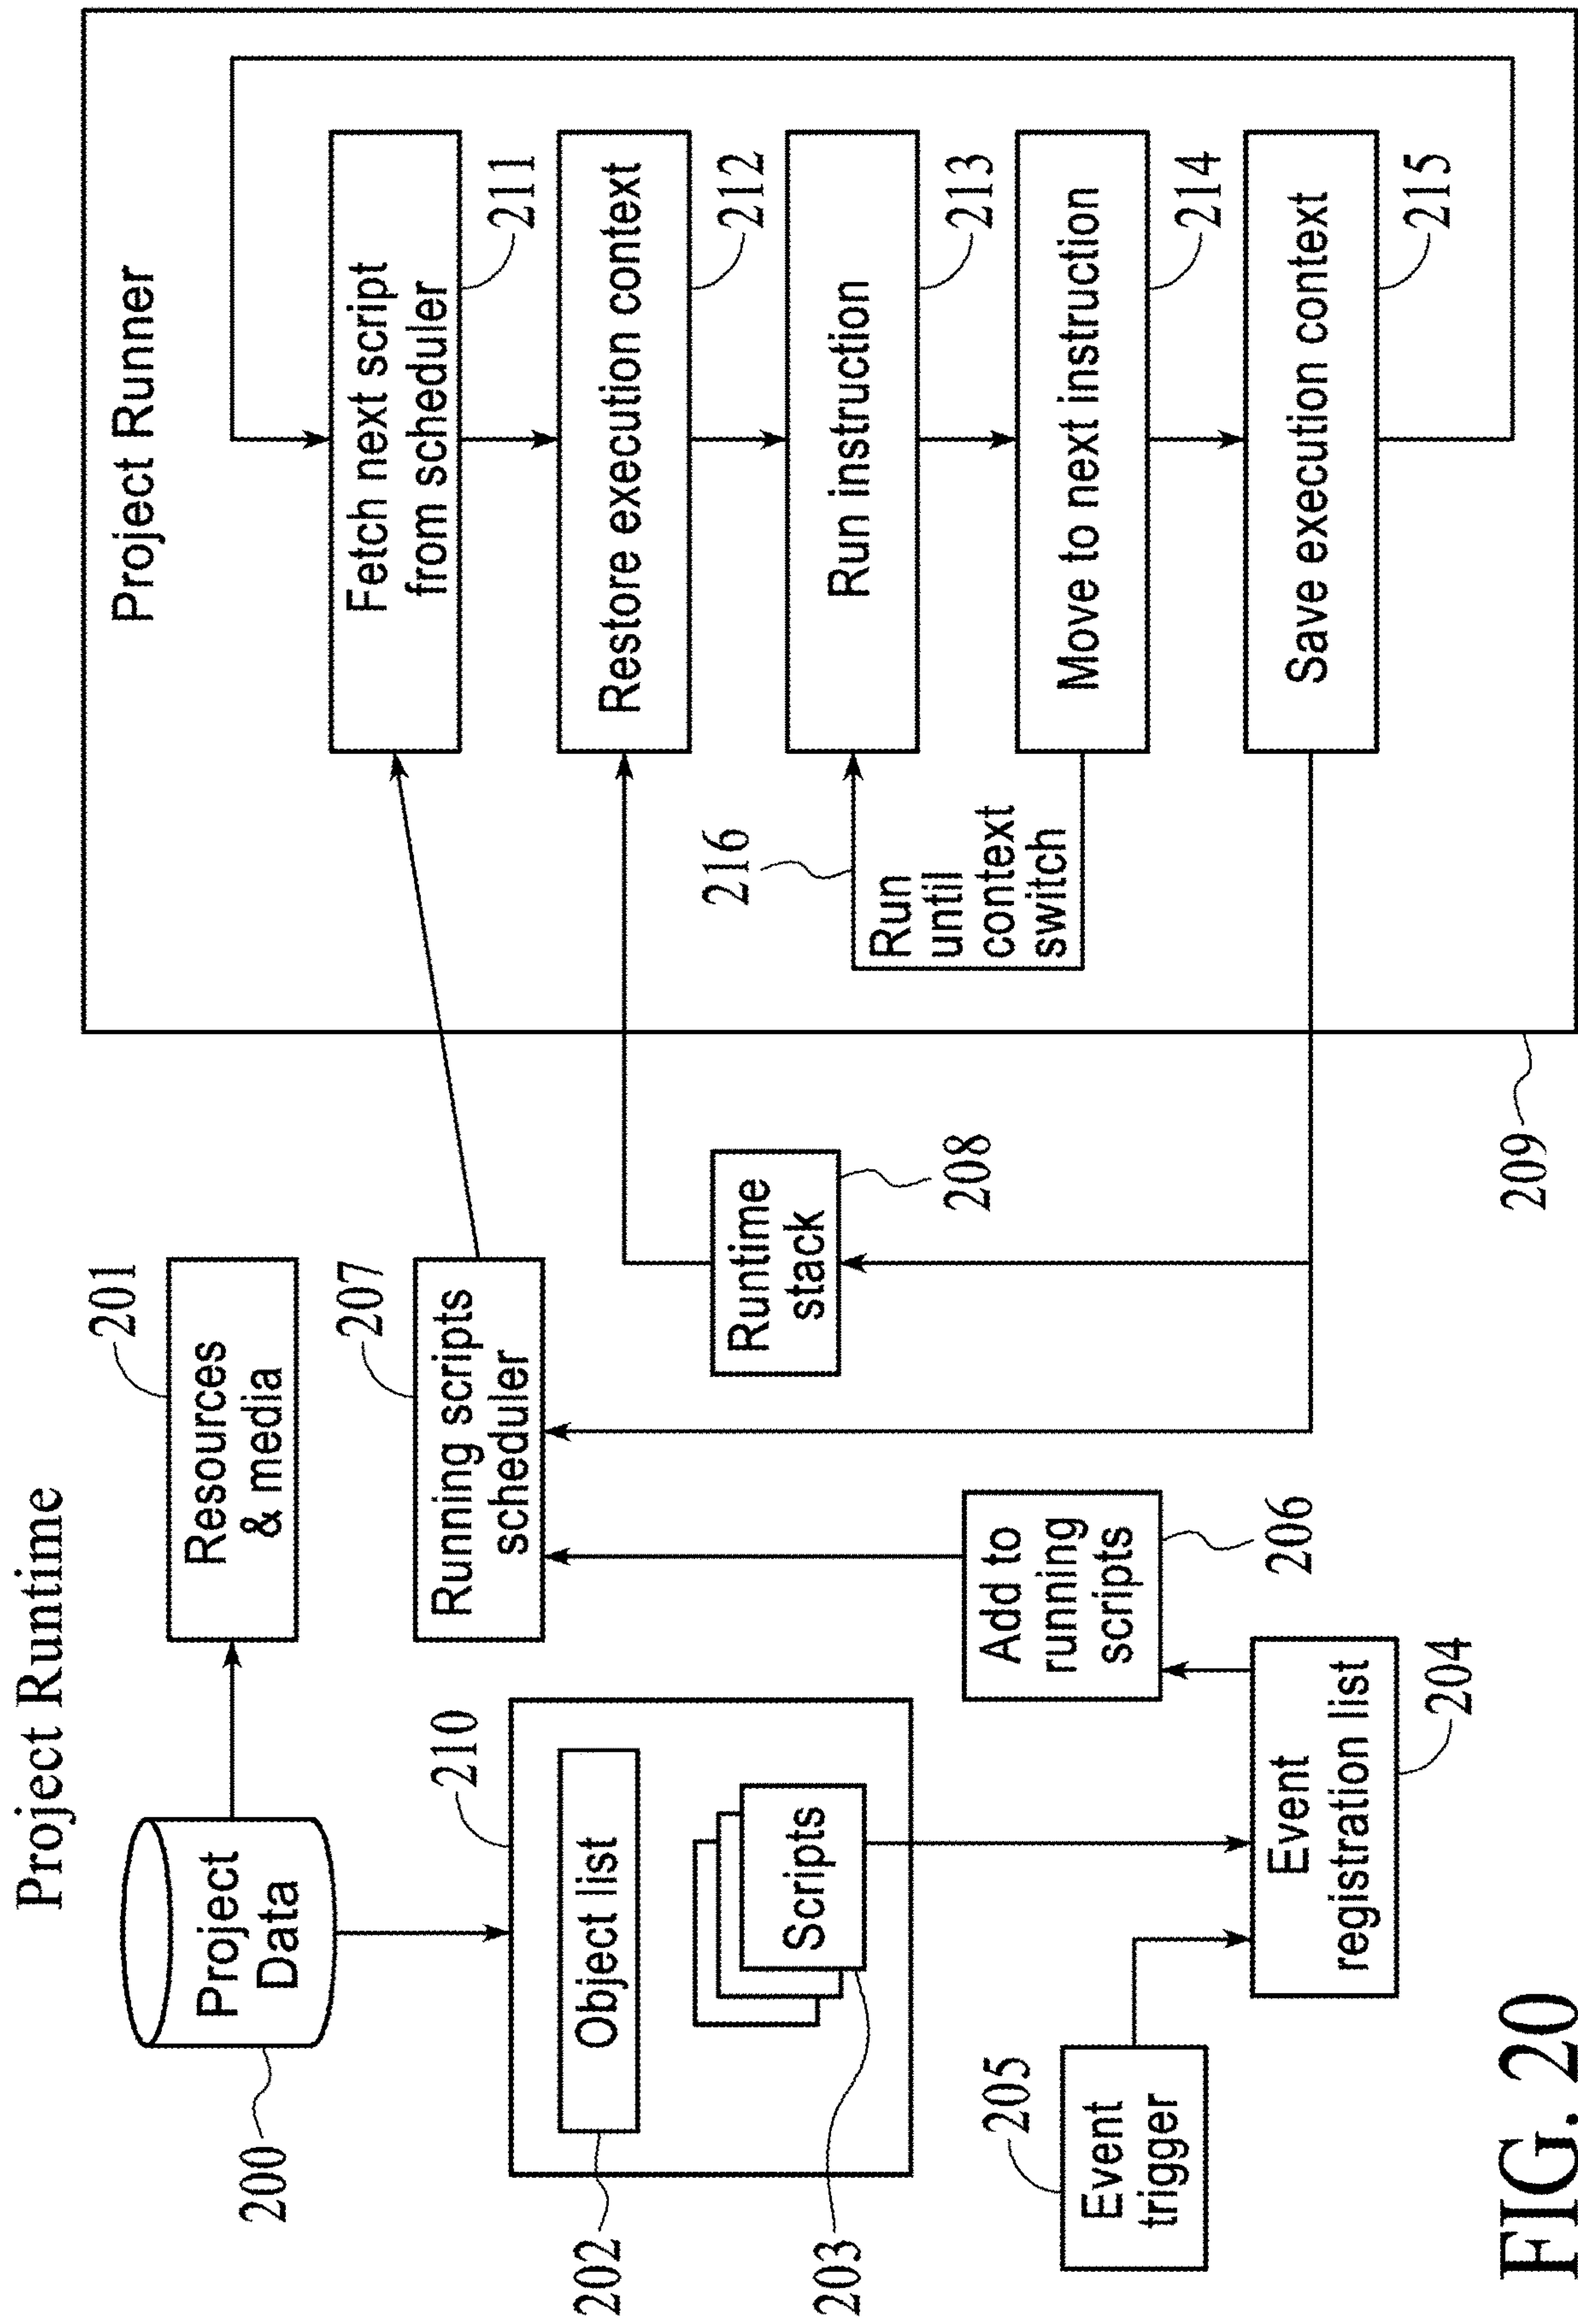 Project Runtime
Project
Data
200
Resources
& media
201
210
Object list
202
Scripts
203
Event
trigger
205
Event
registration list
204
Add to
running
scripts
206
Running scripts
scheduler
207
Runtime
stack
208
209
Project Runner
Fetch next script
from scheduler
211
Restore execution context
212
Run instruction
213
Move to next instruction
214
Save execution context
215
216
Run
until
context
switch
FIG. 20